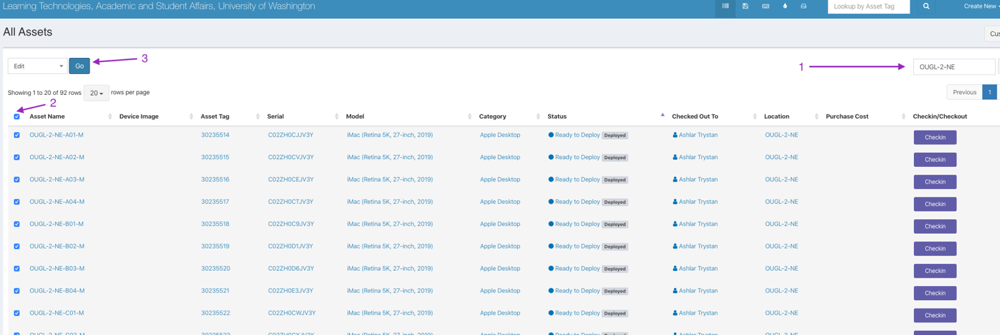 Learning Technologies, Academic and Student Affairs, University of Washington Lookup by Asset Tag Create New
All Assets
Edit Go 3 1 OUGL-2-NE
Showing 1 to 20 of 92 rows 20 rows per page Previous 1
2
Asset Name Device Image Asset Tag Serial Model Category Status Checked Out To Location Purchase Cost Checkin/Checkout
OUGL-2-NE-A01-M 30235514 C02ZH0CJJV3Y iMac (Retina 5K, 27-inch, 2019) Apple Desktop Ready to Deploy Deployed Ashlar Trystan OUGL-2-NE Checkin
OUGL-2-NE-A02-M 30235515 C02ZH0CVJV3Y iMac (Retina 5K, 27-inch, 2019) Apple Desktop Ready to Deploy Deployed Ashlar Trystan OUGL-2-NE Checkin
OUGL-2-NE-A03-M 30235516 C02ZH0CEJV3Y iMac (Retina 5K, 27-inch, 2019) Apple Desktop Ready to Deploy Deployed Ashlar Trystan OUGL-2-NE Checkin
OUGL-2-NE-A04-M 30235517 C02ZH0CTJV3Y iMac (Retina 5K, 27-inch, 2019) Apple Desktop Ready to Deploy Deployed Ashlar Trystan OUGL-2-NE Checkin
OUGL-2-NE-B01-M 30235518 C02ZH0C9JV3Y iMac (Retina 5K, 27-inch, 2019) Apple Desktop Ready to Deploy Deployed Ashlar Trystan OUGL-2-NE Checkin
OUGL-2-NE-B02-M 30235519 C02ZH0D1JV3Y iMac (Retina 5K, 27-inch, 2019) Apple Desktop Ready to Deploy Deployed Ashlar Trystan OUGL-2-NE Checkin
OUGL-2-NE-B03-M 30235520 C02ZH0D6JV3Y iMac (Retina 5K, 27-inch, 2019) Apple Desktop Ready to Deploy Deployed Ashlar Trystan OUGL-2-NE Checkin
OUGL-2-NE-B04-M 30235521 C02ZH0E3JV3Y iMac (Retina 5K, 27-inch, 2019) Apple Desktop Ready to Deploy Deployed Ashlar Trystan OUGL-2-NE Checkin
OUGL-2-NE-C01-M 30235522 C02ZH0CWJV3Y iMac (Retina 5K, 27-inch, 2019) Apple Desktop Ready to Deploy Deployed Ashlar Trystan OUGL-2-NE Checkin